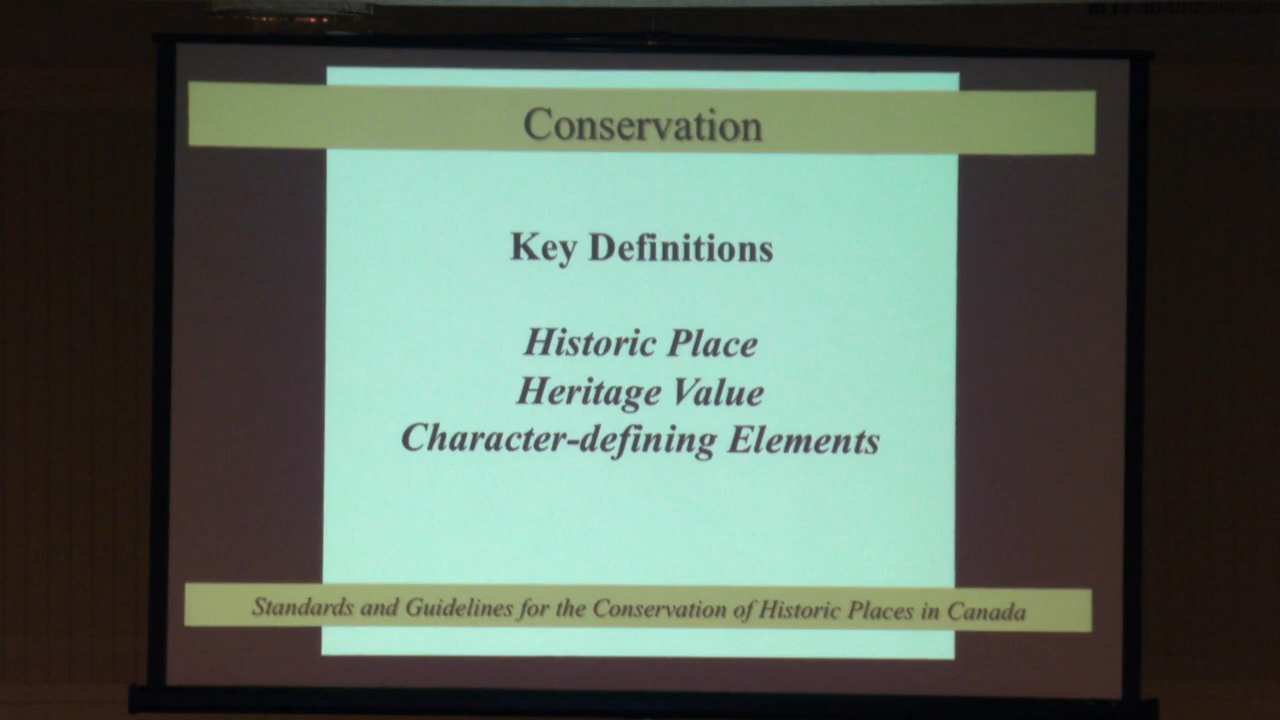 Conservation
Key Definitions
Historic Place
Heritage Value
Character-defining Elements
Standards and Guidelines for the Conservation of Historic Places in Canada